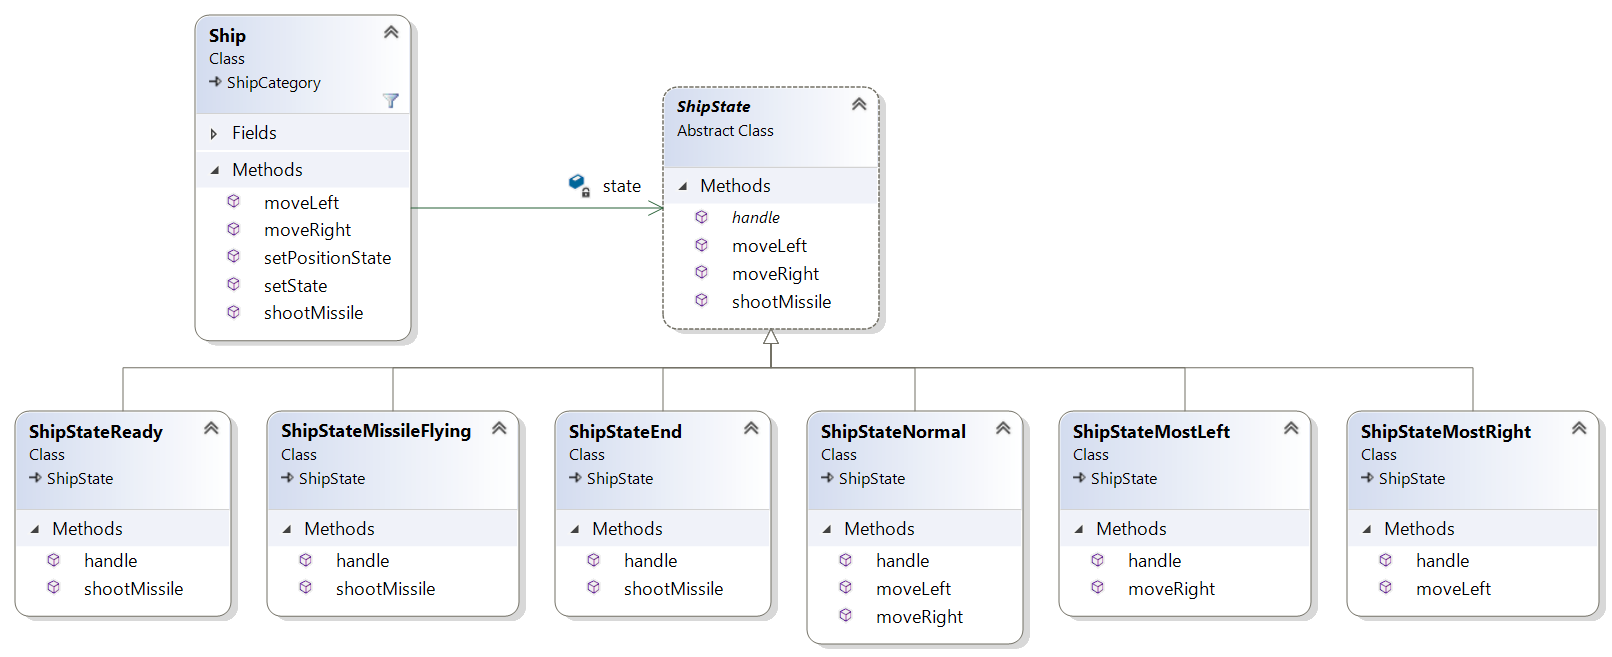 Ship
Class
ShipCategory
Fields
Methods
moveLeft
moveRight
setPositionState
setState
shootMissile
state
ShipState
Abstract Class
Methods
handle
moveLeft
moveRight
shootMissile
ShipStateReady
Class
ShipState
Methods
handle
shootMissile
ShipStateMissileFlying
Class
ShipState
Methods
handle
shootMissile
ShipStateEnd
Class
ShipState
Methods
handle
shootMissile
ShipStateNormal
Class
ShipState
Methods
handle
moveLeft
moveRight
ShipStateMostLeft
Class
ShipState
Methods
handle
moveRight
ShipStateMostRight
Class
ShipState
Methods
handle
moveLeft